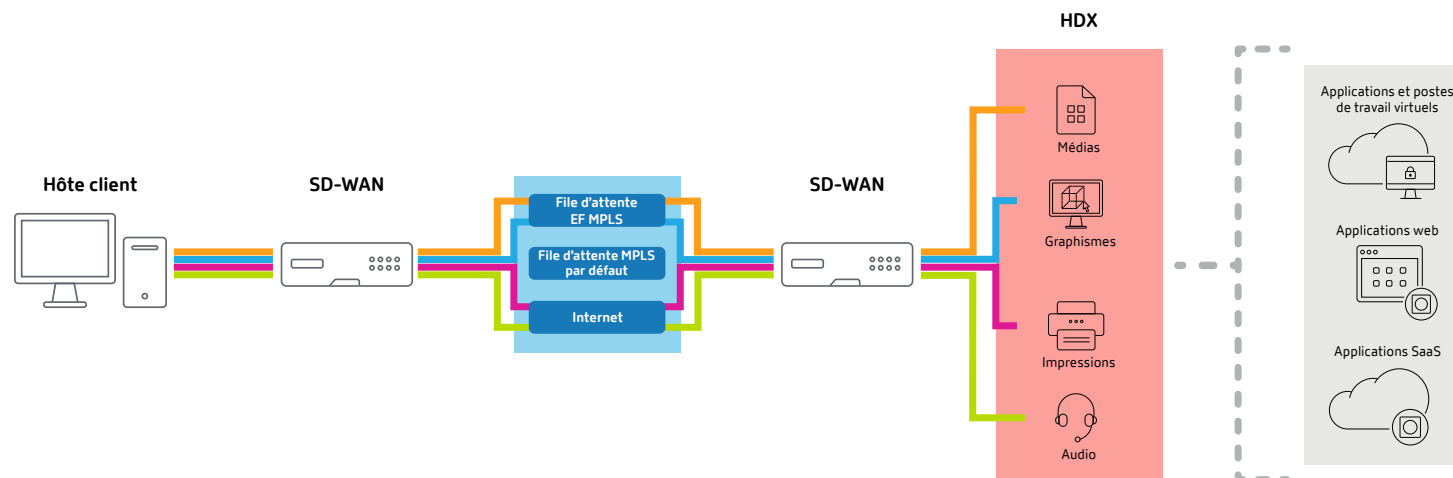 Hôte client
SD-WAN
File d'attente
EF MPLS
File d'attente MPLS
par défaut
Internet
SD-WAN
HDX
Médias
Graphismes
Impressions
Audio
Applications et postes
de travail virtuels
Applications web
Applications SaaS